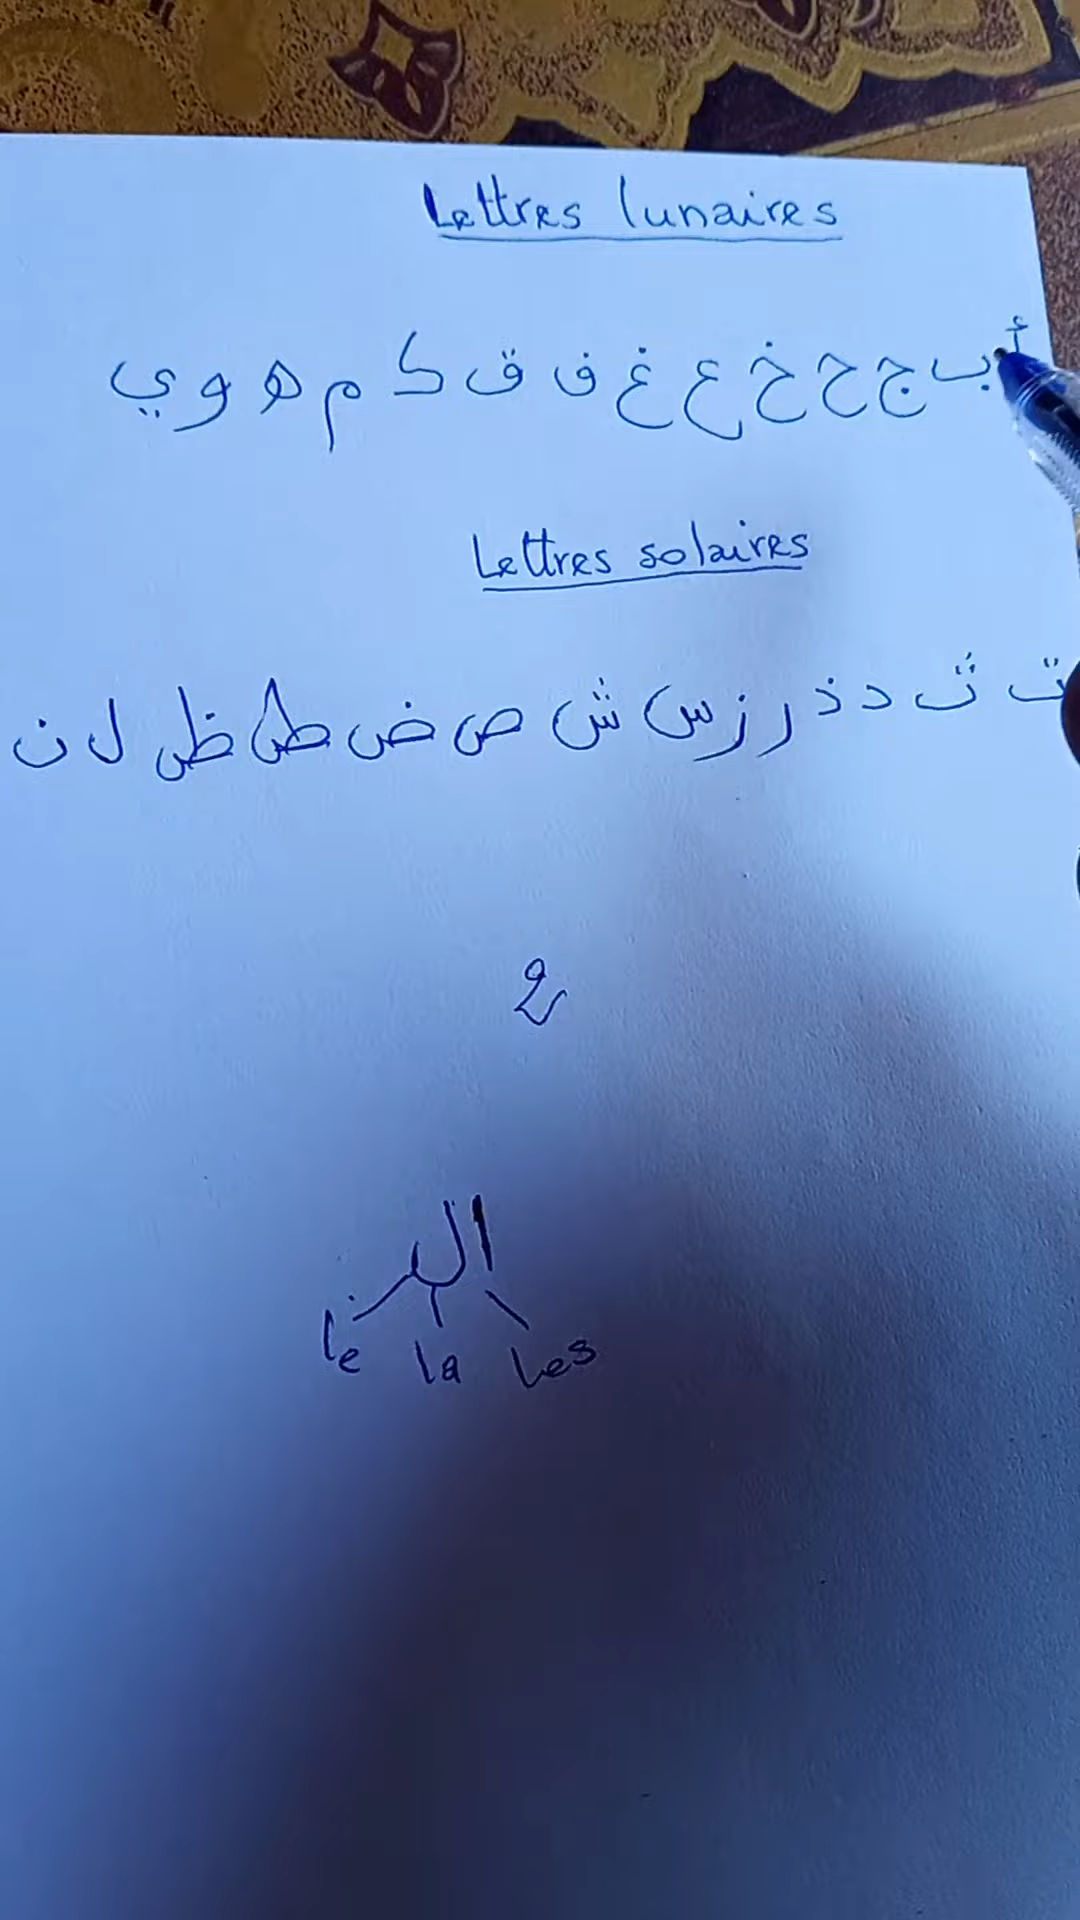 Lettres lunaires
أ ب ج ح خ ع غ ف ق ك م ه و ي
Lettres solaires
ت ث د ذ ر ز س ش ص ض ط ظ ل ن
ال
le la les